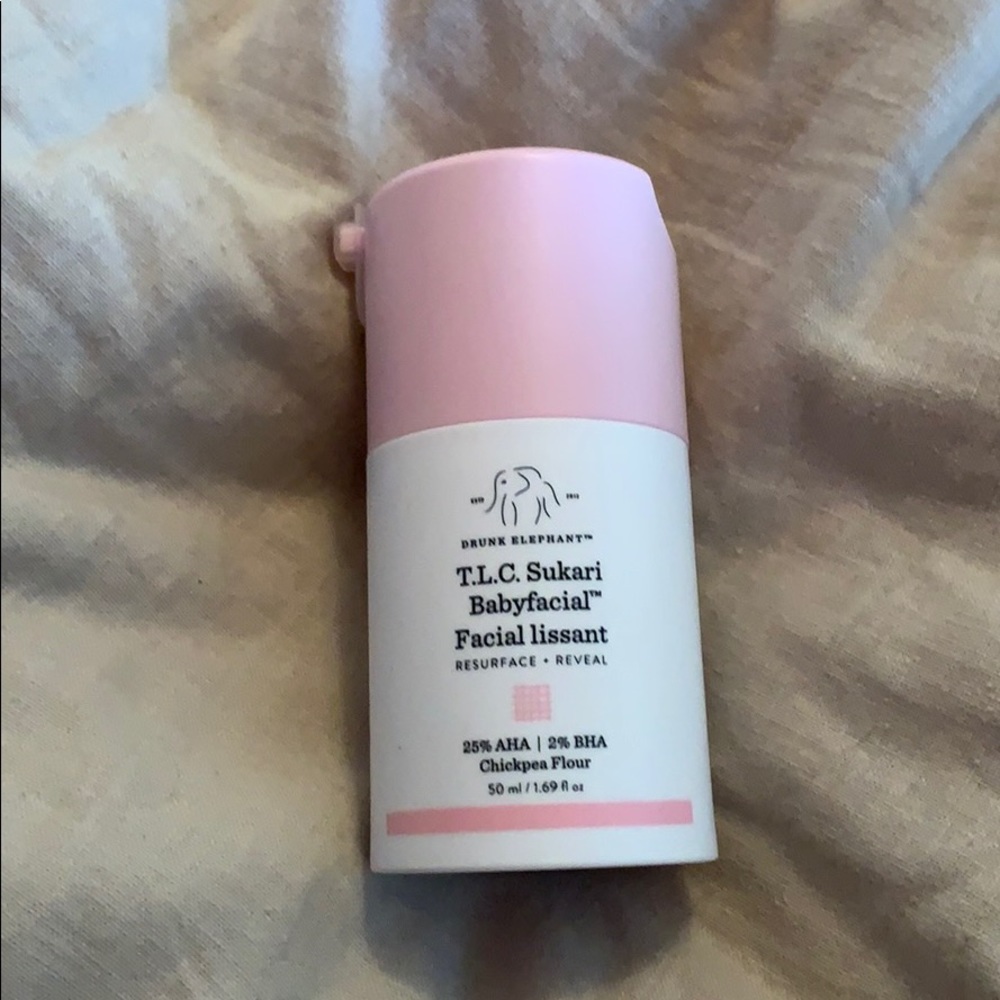 DRUNK ELEPHANT™
T.L.C. Sukari
Babyfacial™
Facial lissant
RESURFACE • REVEAL
25% AHA | 2% BHA
Chickpea Flour
50 ml / 1.69 fl oz